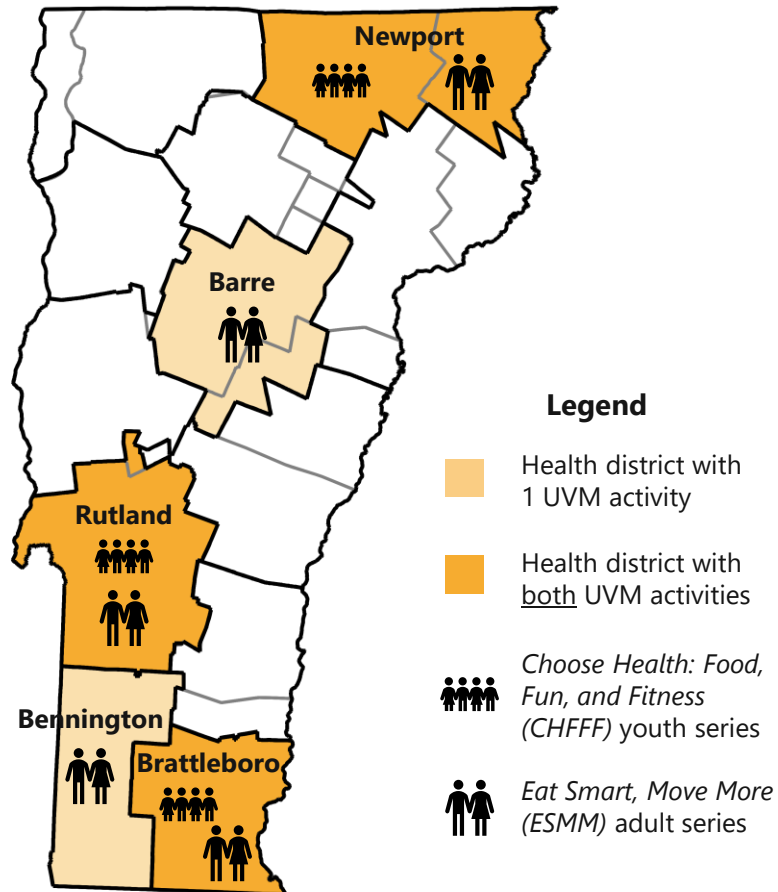 Newport
Barre
Rutland
Bennington
Brattleboro
Legend
Health district with
1 UVM activity
Health district with
both UVM activities
Choose Health: Food,
Fun, and Fitness
(CHFFF) youth series
Eat Smart, Move More
(ESMM) adult series